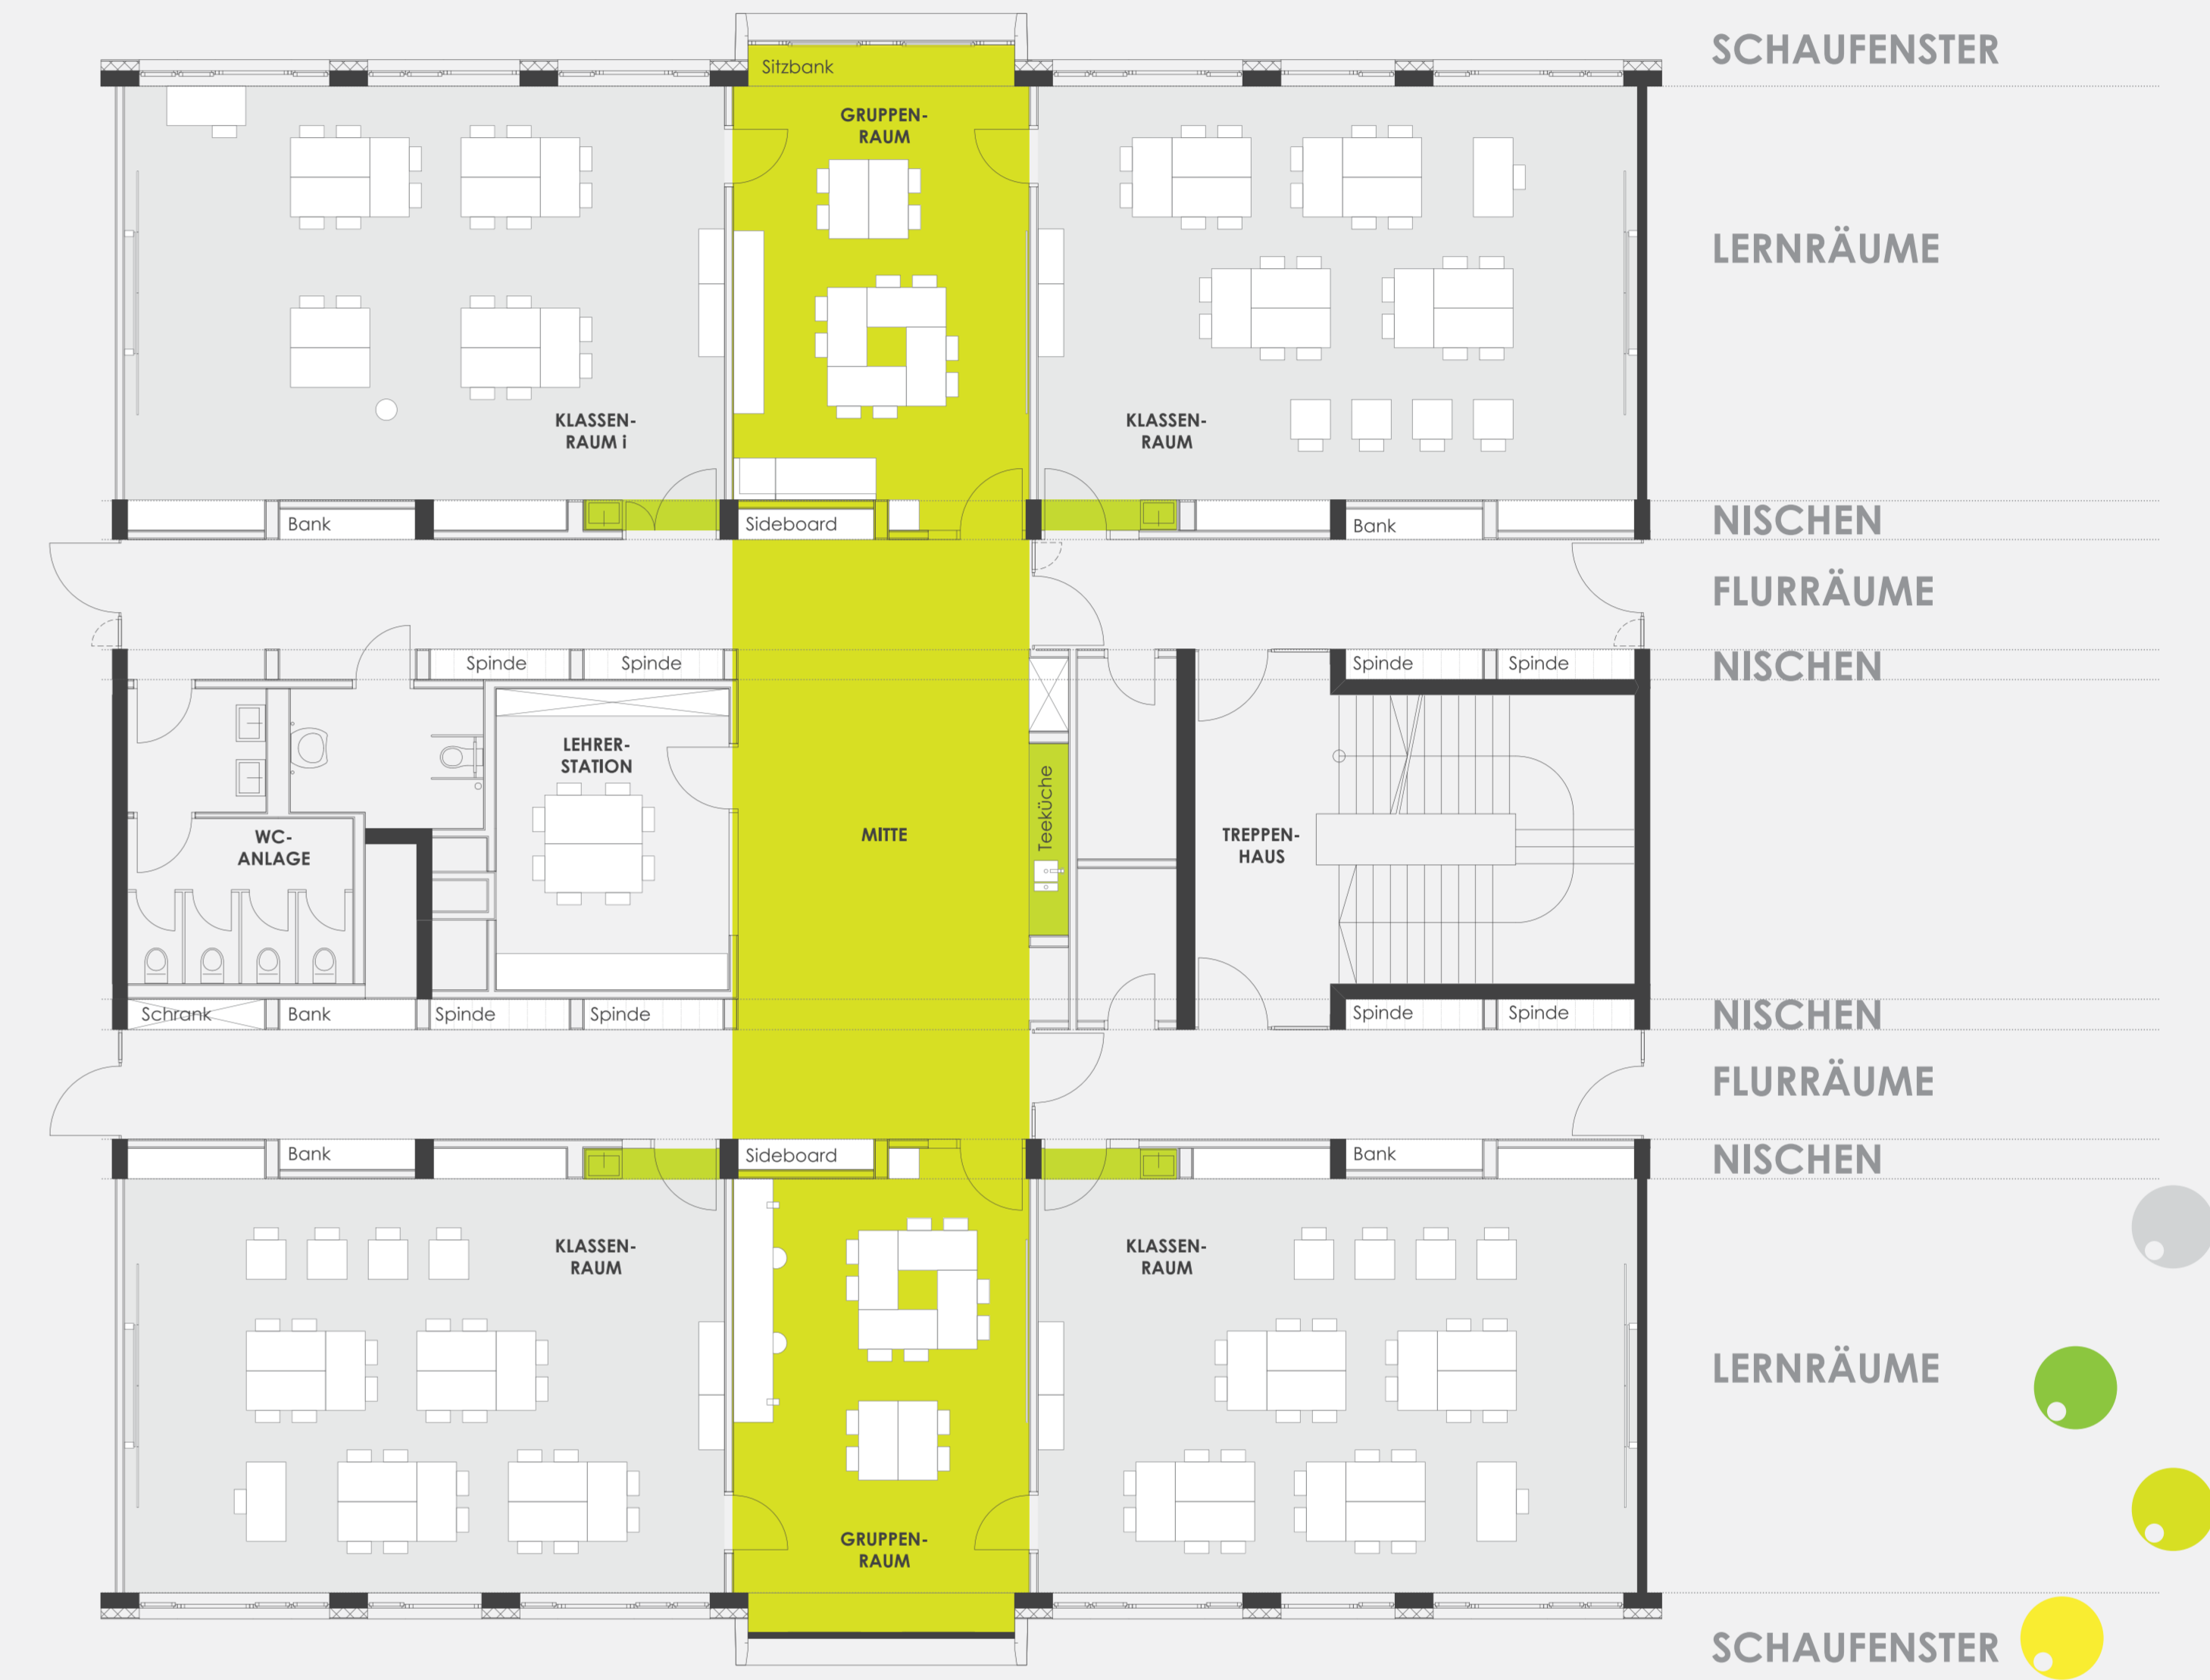 SCHAUFENSTER
Sitzbank
GRUPPEN-
RAUM
LERNRÄUME
KLASSEN-
RAUM i
KLASSEN-
RAUM
Bank
Sideboard
Bank
NISCHEN
FLURRÄUME
Spinde
Spinde
Spinde
Spinde
NISCHEN
LEHRER-
STATION
Teeküche
WC-
ANLAGE
MITTE
TREPPEN-
HAUS
Schrank
Bank
Spinde
Spinde
Spinde
Spinde
NISCHEN
FLURRÄUME
Bank
Sideboard
Bank
NISCHEN
KLASSEN-
RAUM
KLASSEN-
RAUM
LERNRÄUME
GRUPPEN-
RAUM
SCHAUFENSTER